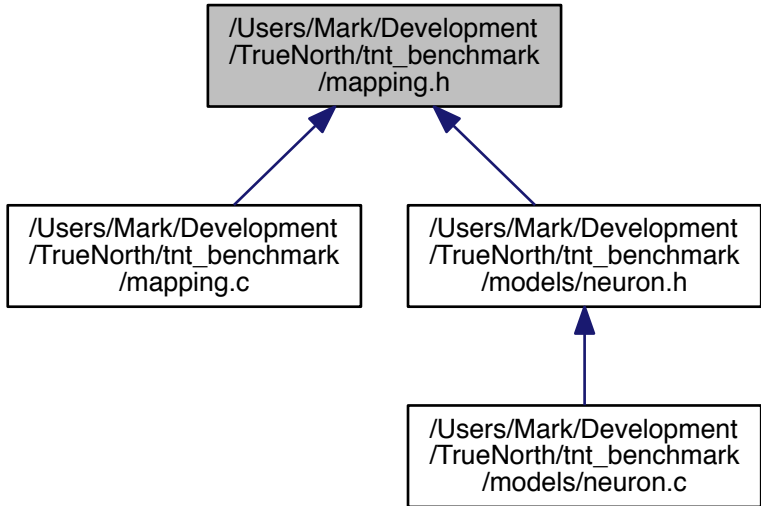 /Users/Mark/Development
/TrueNorth/tnt_benchmark
/mapping.h
/Users/Mark/Development
/TrueNorth/tnt_benchmark
/mapping.c
/Users/Mark/Development
/TrueNorth/tnt_benchmark
/models/neuron.h
/Users/Mark/Development
/TrueNorth/tnt_benchmark
/models/neuron.c